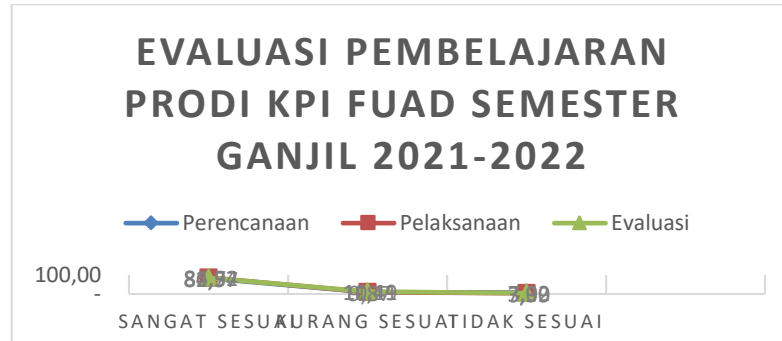 EVALUASI PEMBELAJARAN
PRODI KPI FUAD SEMESTER
GANJIL 2021-2022
Perencanaan Pelaksanaan Evaluasi
100,00
-
SANGAT SESUAI KURANG SESUAI TIDAK SESUAI